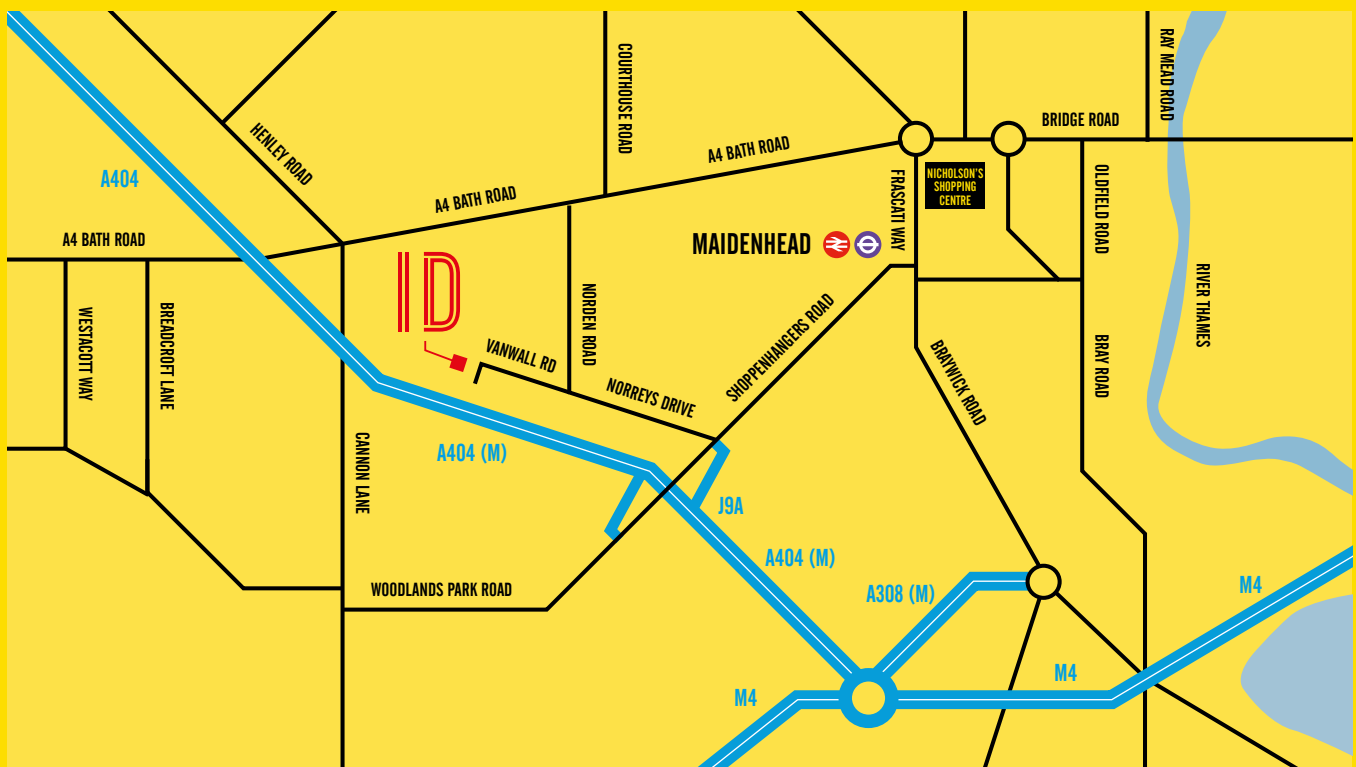 COURTHOUSE ROAD
RAY MEAD ROAD
BRIDGE ROAD
HENLEY ROAD
A4 BATH ROAD
A404
NICHOLSON'S
SHOPPING
CENTRE
FRASCATI WAY
OLDFIELD ROAD
A4 BATH ROAD
A4 BATH ROAD
MAIDENHEAD
ID
RIVER THAMES
WESTACOTT WAY
BREADCROFT LANE
NORDEN ROAD
SHOPPENHANGERS ROAD
VANWALL RD
BRAYWICK ROAD
BRAY ROAD
NORREYS DRIVE
CANNON LANE
A404 (M)
J9A
A404 (M)
WOODLANDS PARK ROAD
A308 (M)
M4
M4
M4